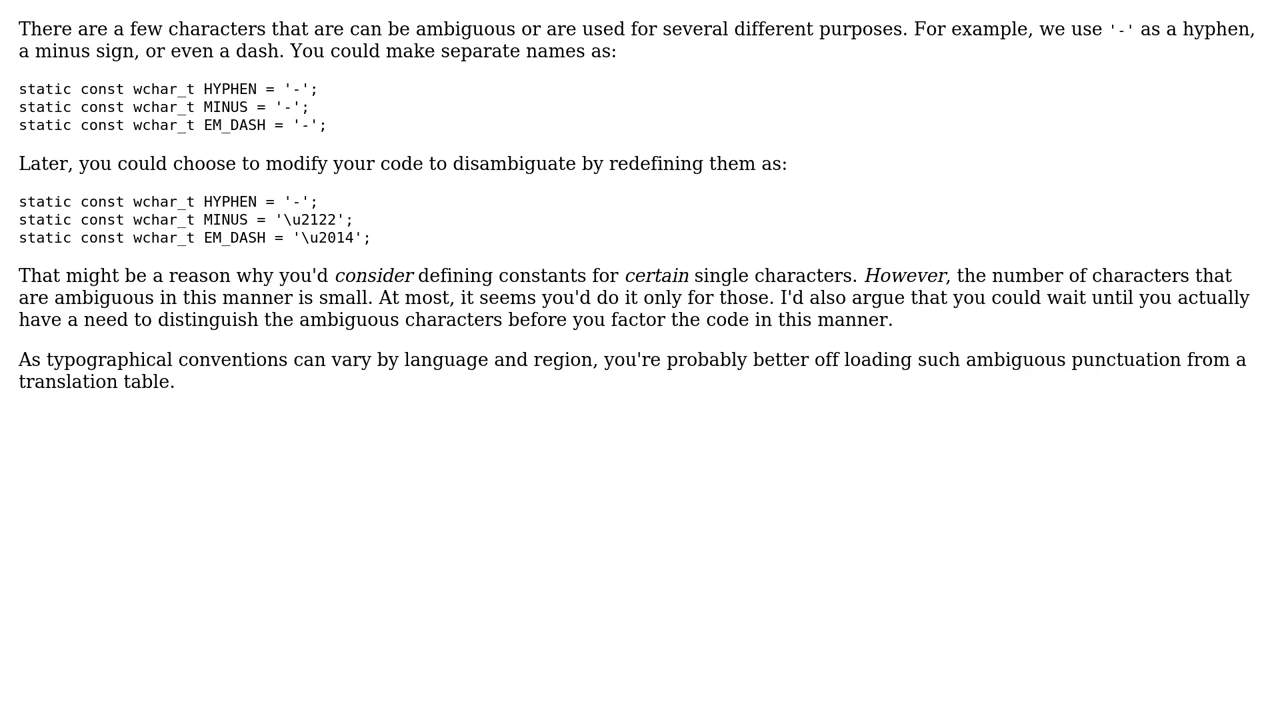 There are a few characters that are can be ambiguous or are used for several different purposes. For example, we use '-' as a hyphen,
a minus sign, or even a dash. You could make separate names as:
static const wchar_t HYPHEN = '-';
static const wchar_t MINUS = '-';
static const wchar_t EM_DASH = '-';
Later, you could choose to modify your code to disambiguate by redefining them as:
static const wchar_t HYPHEN = '-';
static const wchar_t MINUS = '\u2122';
static const wchar_t EM_DASH = '\u2014';
That might be a reason why you'd consider defining constants for certain single characters. However, the number of characters that
are ambiguous in this manner is small. At most, it seems you'd do it only for those. I'd also argue that you could wait until you actually
have a need to distinguish the ambiguous characters before you factor the code in this manner.
As typographical conventions can vary by language and region, you're probably better off loading such ambiguous punctuation from a
translation table.